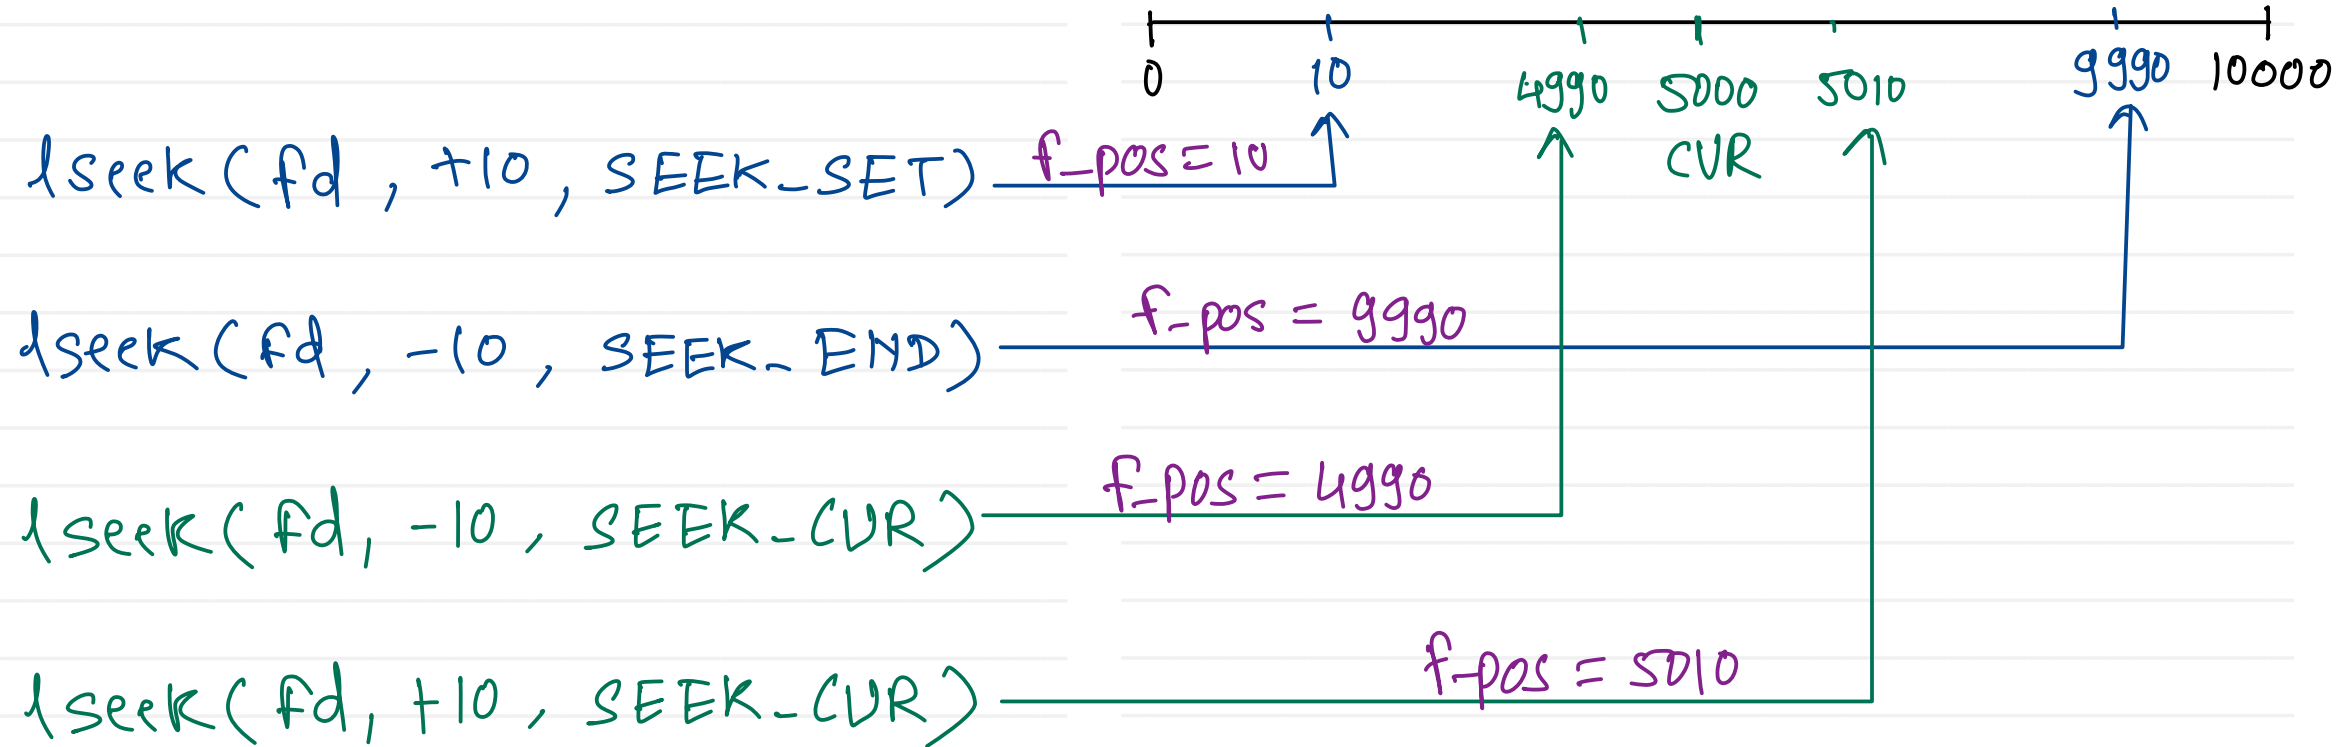 0 10 4990 5000 5010 9990 10000
CUR
lseek(fd, +10, SEEK_SET) f_pos = 10
lseek(fd, -10, SEEK_END) f_pos = 9990
lseek(fd, -10, SEEK_CUR) f_pos = 4990
lseek(fd, +10, SEEK_CUR) f_pos = 5010